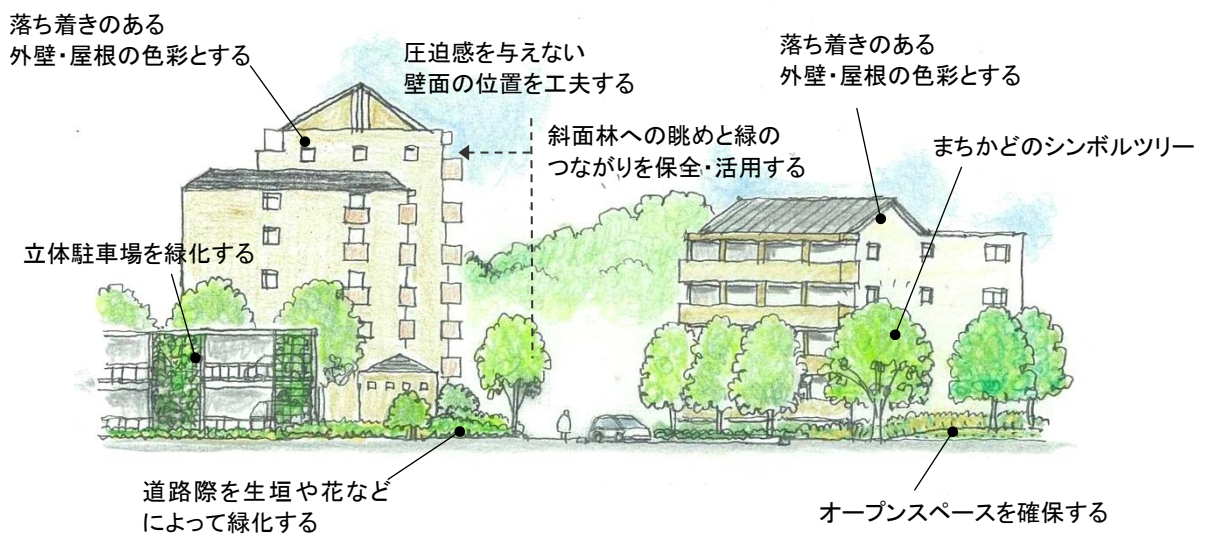 落ち着きのある
外壁・屋根の色彩とする
圧迫感を与えない
壁面の位置を工夫する
落ち着きのある
外壁・屋根の色彩とする
斜面林への眺めと緑の
つながりを保全・活用する
まちかどのシンボルツリー
立体駐車場を緑化する
道路際を生垣や花など
によって緑化する
オープンスペースを確保する